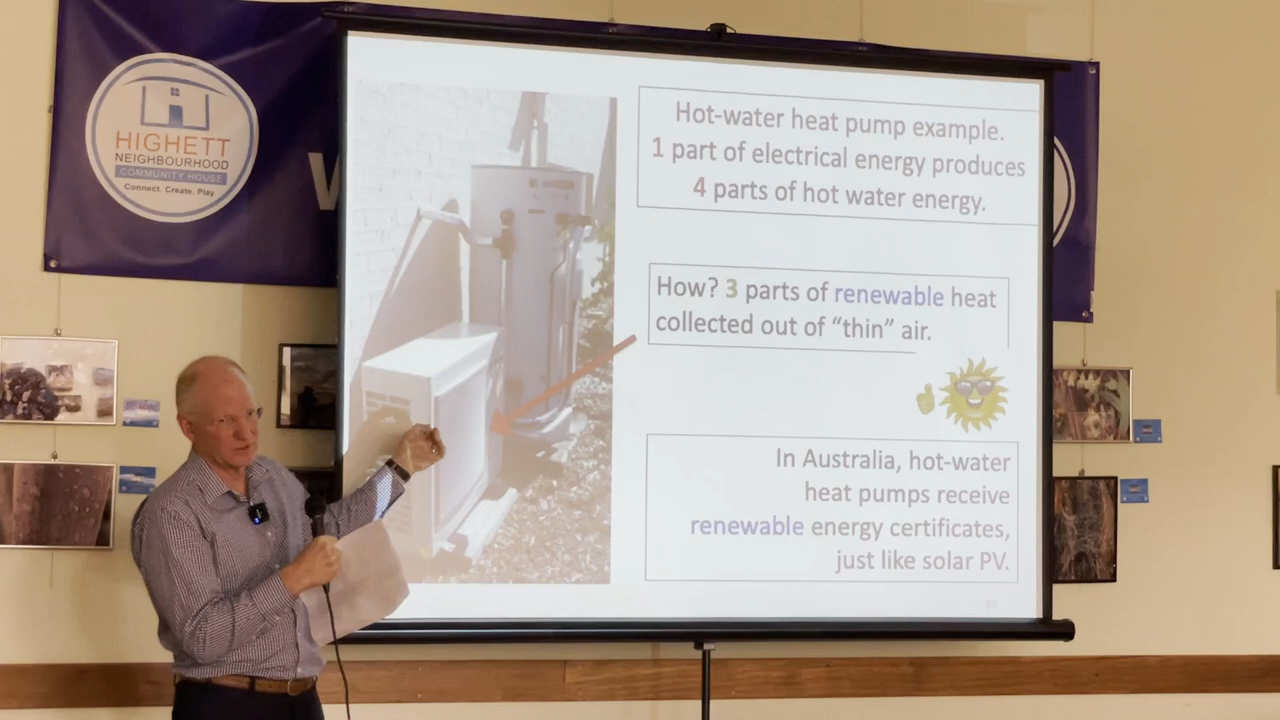 HIGHETT
NEIGHBOURHOOD
COMMUNITY HOUSE
Connect. Create. Play.
Hot-water heat pump example.
1 part of electrical energy produces
4 parts of hot water energy.
How? 3 parts of renewable heat
collected out of “thin” air.
In Australia, hot-water
heat pumps receive
renewable energy certificates,
just like solar PV.